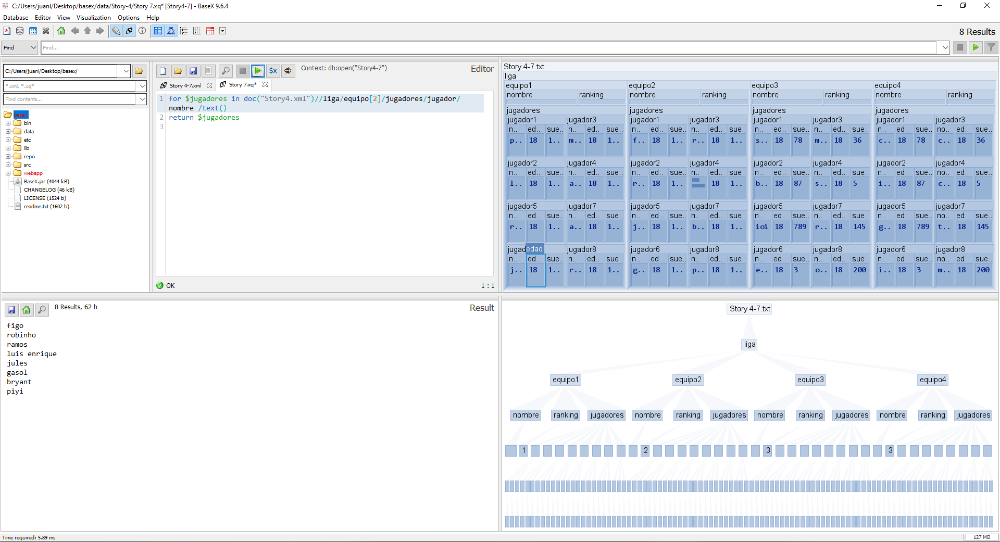 C:/Users/juanl/Desktop/basex/data/Story-4/Story 7.xq* [Story4-7] - BaseX 9.6.4
Database Editor View Visualization Options Help
8 Results
Find Find...
C:/Users/juanl/Desktop/basex/
*.xml, *.xq*
Find contents...
basex
bin
data
etc
lib
repo
src
webapp
BaseX.jar (4044 kB)
CHANGELOG (46 kB)
LICENSE (1524 b)
readme.txt (1602 b)
$x Context: db:open("Story4-7") Editor
Story 4-7.xml Story 7.xq*
1 for $jugadores in doc("Story4.xml")//liga/equipo[2]/jugadores/jugador/
nombre /text()
2 return $jugadores
3
OK 1 : 1
Story 4-7.txt
liga
equipo1 equipo2 equipo3 equipo4
nombre ranking nombre ranking nombre ranking nombre ranking
jugadores jugadores jugadores jugadores
jugador1 jugador3 jugador1 jugador3 jugador1 jugador3 jugador1 jugador3
n.. ed.. sue.. n.. ed.. sue.. n.. ed.. sue.. n.. ed.. sue.. n.. ed.. sue.. n.. ed.. sue.. n.. ed.. sue.. n.. ed.. sue..
p.. 18 1.. m.. 18 1.. f.. 18 1.. r.. 18 1.. s.. 18 78 m.. 18 36 c.. 18 78 c.. 18 36
jugador2 jugador4 jugador2 jugador4 jugador2 jugador4 jugador2 jugador4
n.. ed.. sue.. n.. ed.. sue.. n.. ed.. sue.. n.. ed.. sue.. n.. ed.. sue.. n.. ed.. sue.. n.. ed.. sue.. no.. ed.. sue..
l.. 18 1.. a.. 18 1.. r.. 18 1.. 18 1.. b.. 18 87 s.. 18 5 i.. 18 87 c.. 18 5
jugador5 jugador7 jugador5 jugador7 jugador5 jugador7 jugador5 jugador7
n.. ed.. sue.. n.. ed.. sue.. n.. ed.. sue.. n.. ed.. sue.. n.. ed.. sue.. n.. ed.. sue.. n.. ed.. sue.. no.. ed.. sue..
r.. 18 1.. a.. 18 1.. j.. 18 1.. b.. 18 1.. ioi 18 789 r.. 18 145 g.. 18 789 t.. 18 145
jugad edad jugador8 jugador6 jugador8 jugador6 jugador8 jugador6 jugador8
n.. ed.. sue.. n.. ed.. sue.. n.. ed.. sue.. n.. ed.. sue.. n.. ed.. sue.. n.. ed.. sue.. n.. ed.. sue.. no.. ed.. sue..
j.. 18 1.. r.. 18 1.. g.. 18 1.. p.. 18 1.. e.. 18 3 o.. 18 200 i.. 18 3 m.. 18 200
8 Results, 62 b Result
figo
robinho
ramos
luis enrique
jules
gasol
bryant
piyi
Story 4-7.txt
liga
equipo1 equipo2 equipo3 equipo4
nombre ranking jugadores nombre ranking jugadores nombre ranking jugadores nombre ranking jugadores
1 2 3 3
Time required: 5.89 ms 127 MB